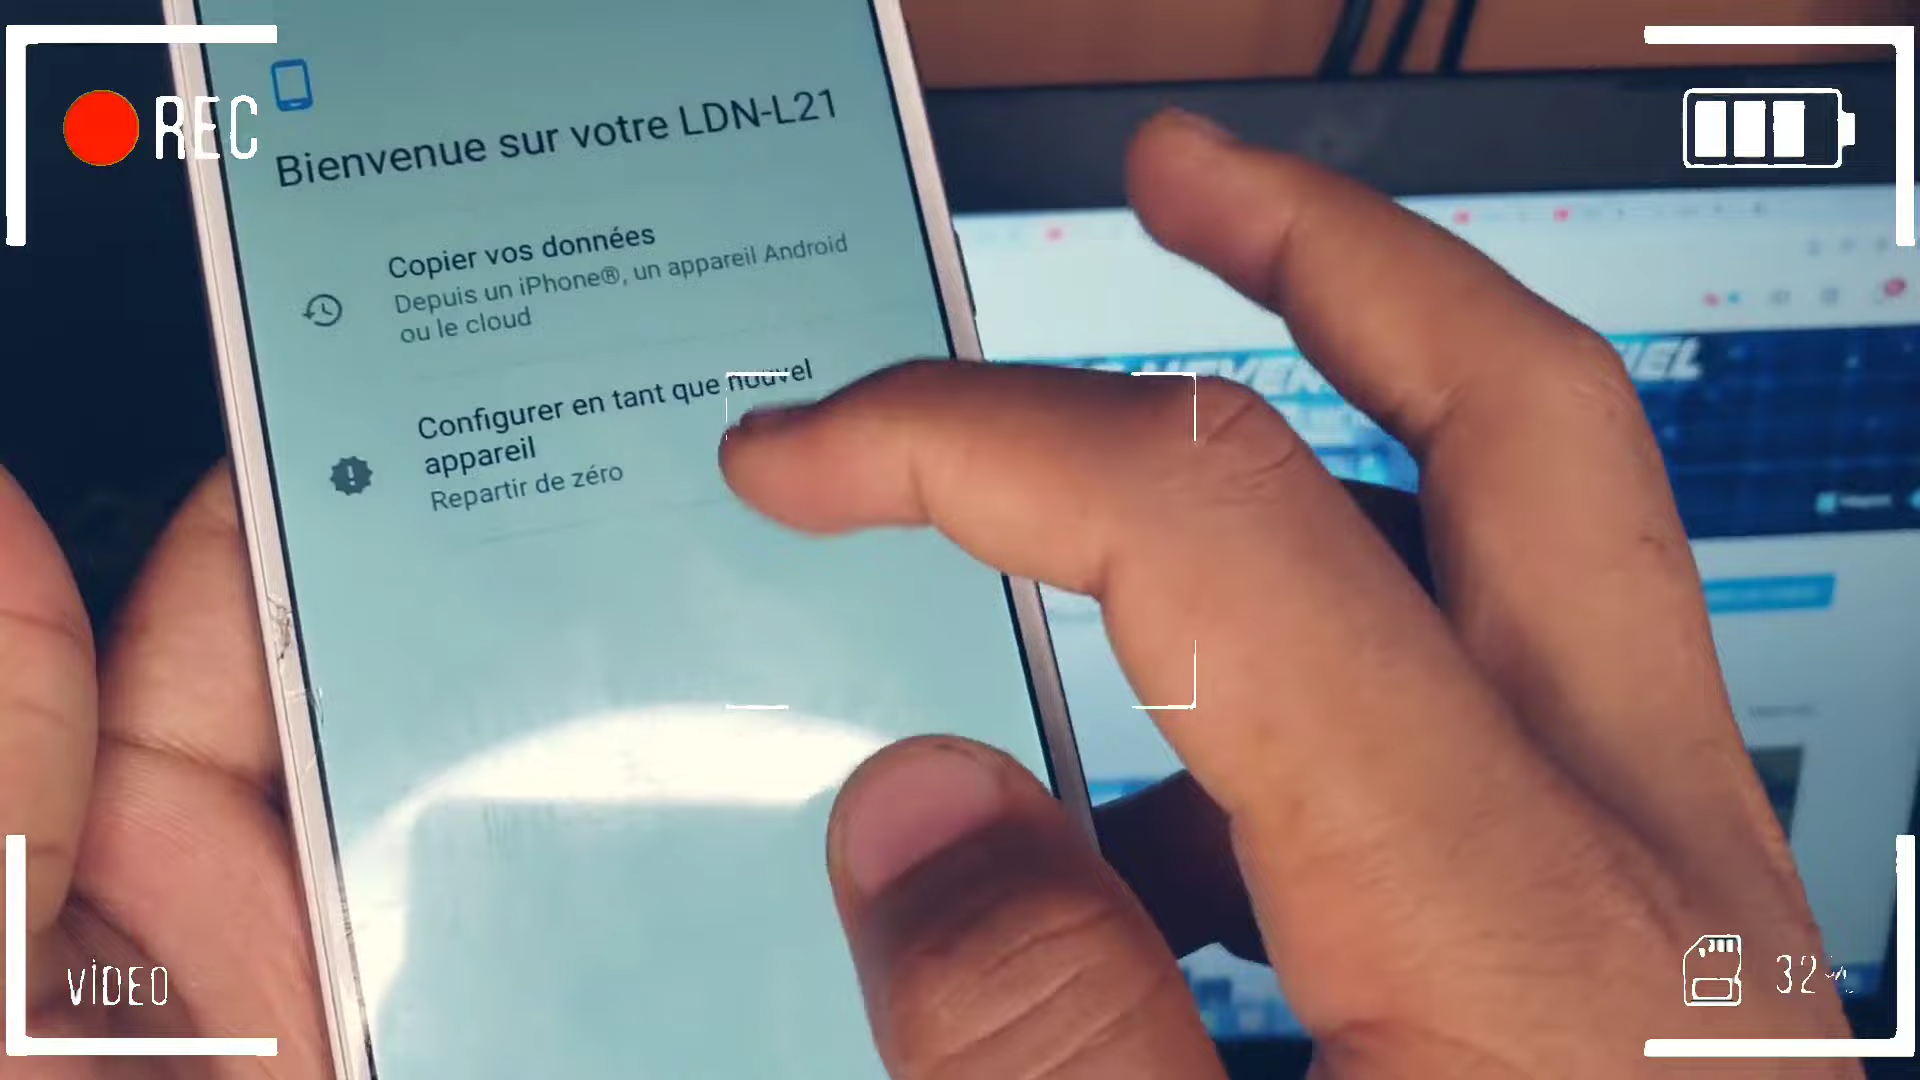 REC
Bienvenue sur votre LDN-L21
Copier vos données
Depuis un iPhone®, un appareil Android
ou le cloud
Configurer en tant que nouvel
appareil
Repartir de zéro
VIDEO
32%